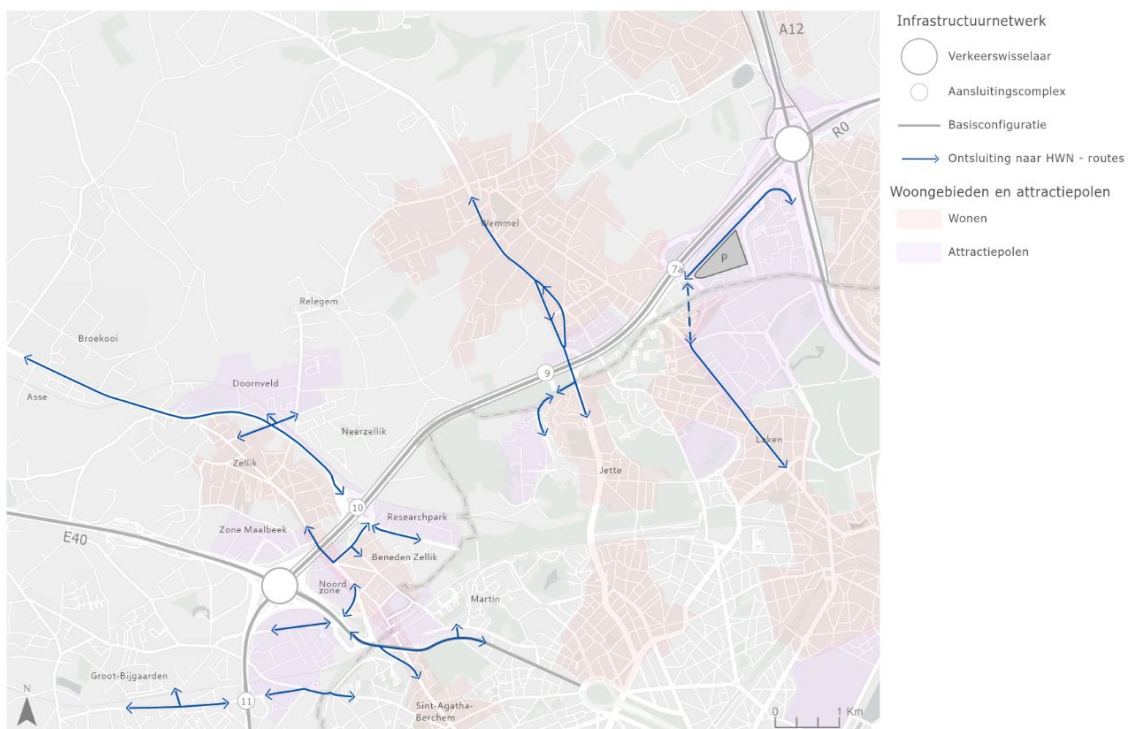 A12
R0
Wemmel
7a
P
Relegem
Broekooi
Asse
Doornveld
9
Neerzellik
Zellik
Laken
Jette
10
Zone Maalbeek
Researchpark
E40
Beneden Zellik
Noord
zone
Martin
Groot-Bijgaarden
11
Sint-Agatha-
Berchem
N
0
1 Km
Infrastructuurnetwerk
Verkeerswisselaar
Aansluitingscomplex
Basisconfiguratie
Ontsluiting naar HWN - routes
Woongebieden en attractiepolen
Wonen
Attractiepolen